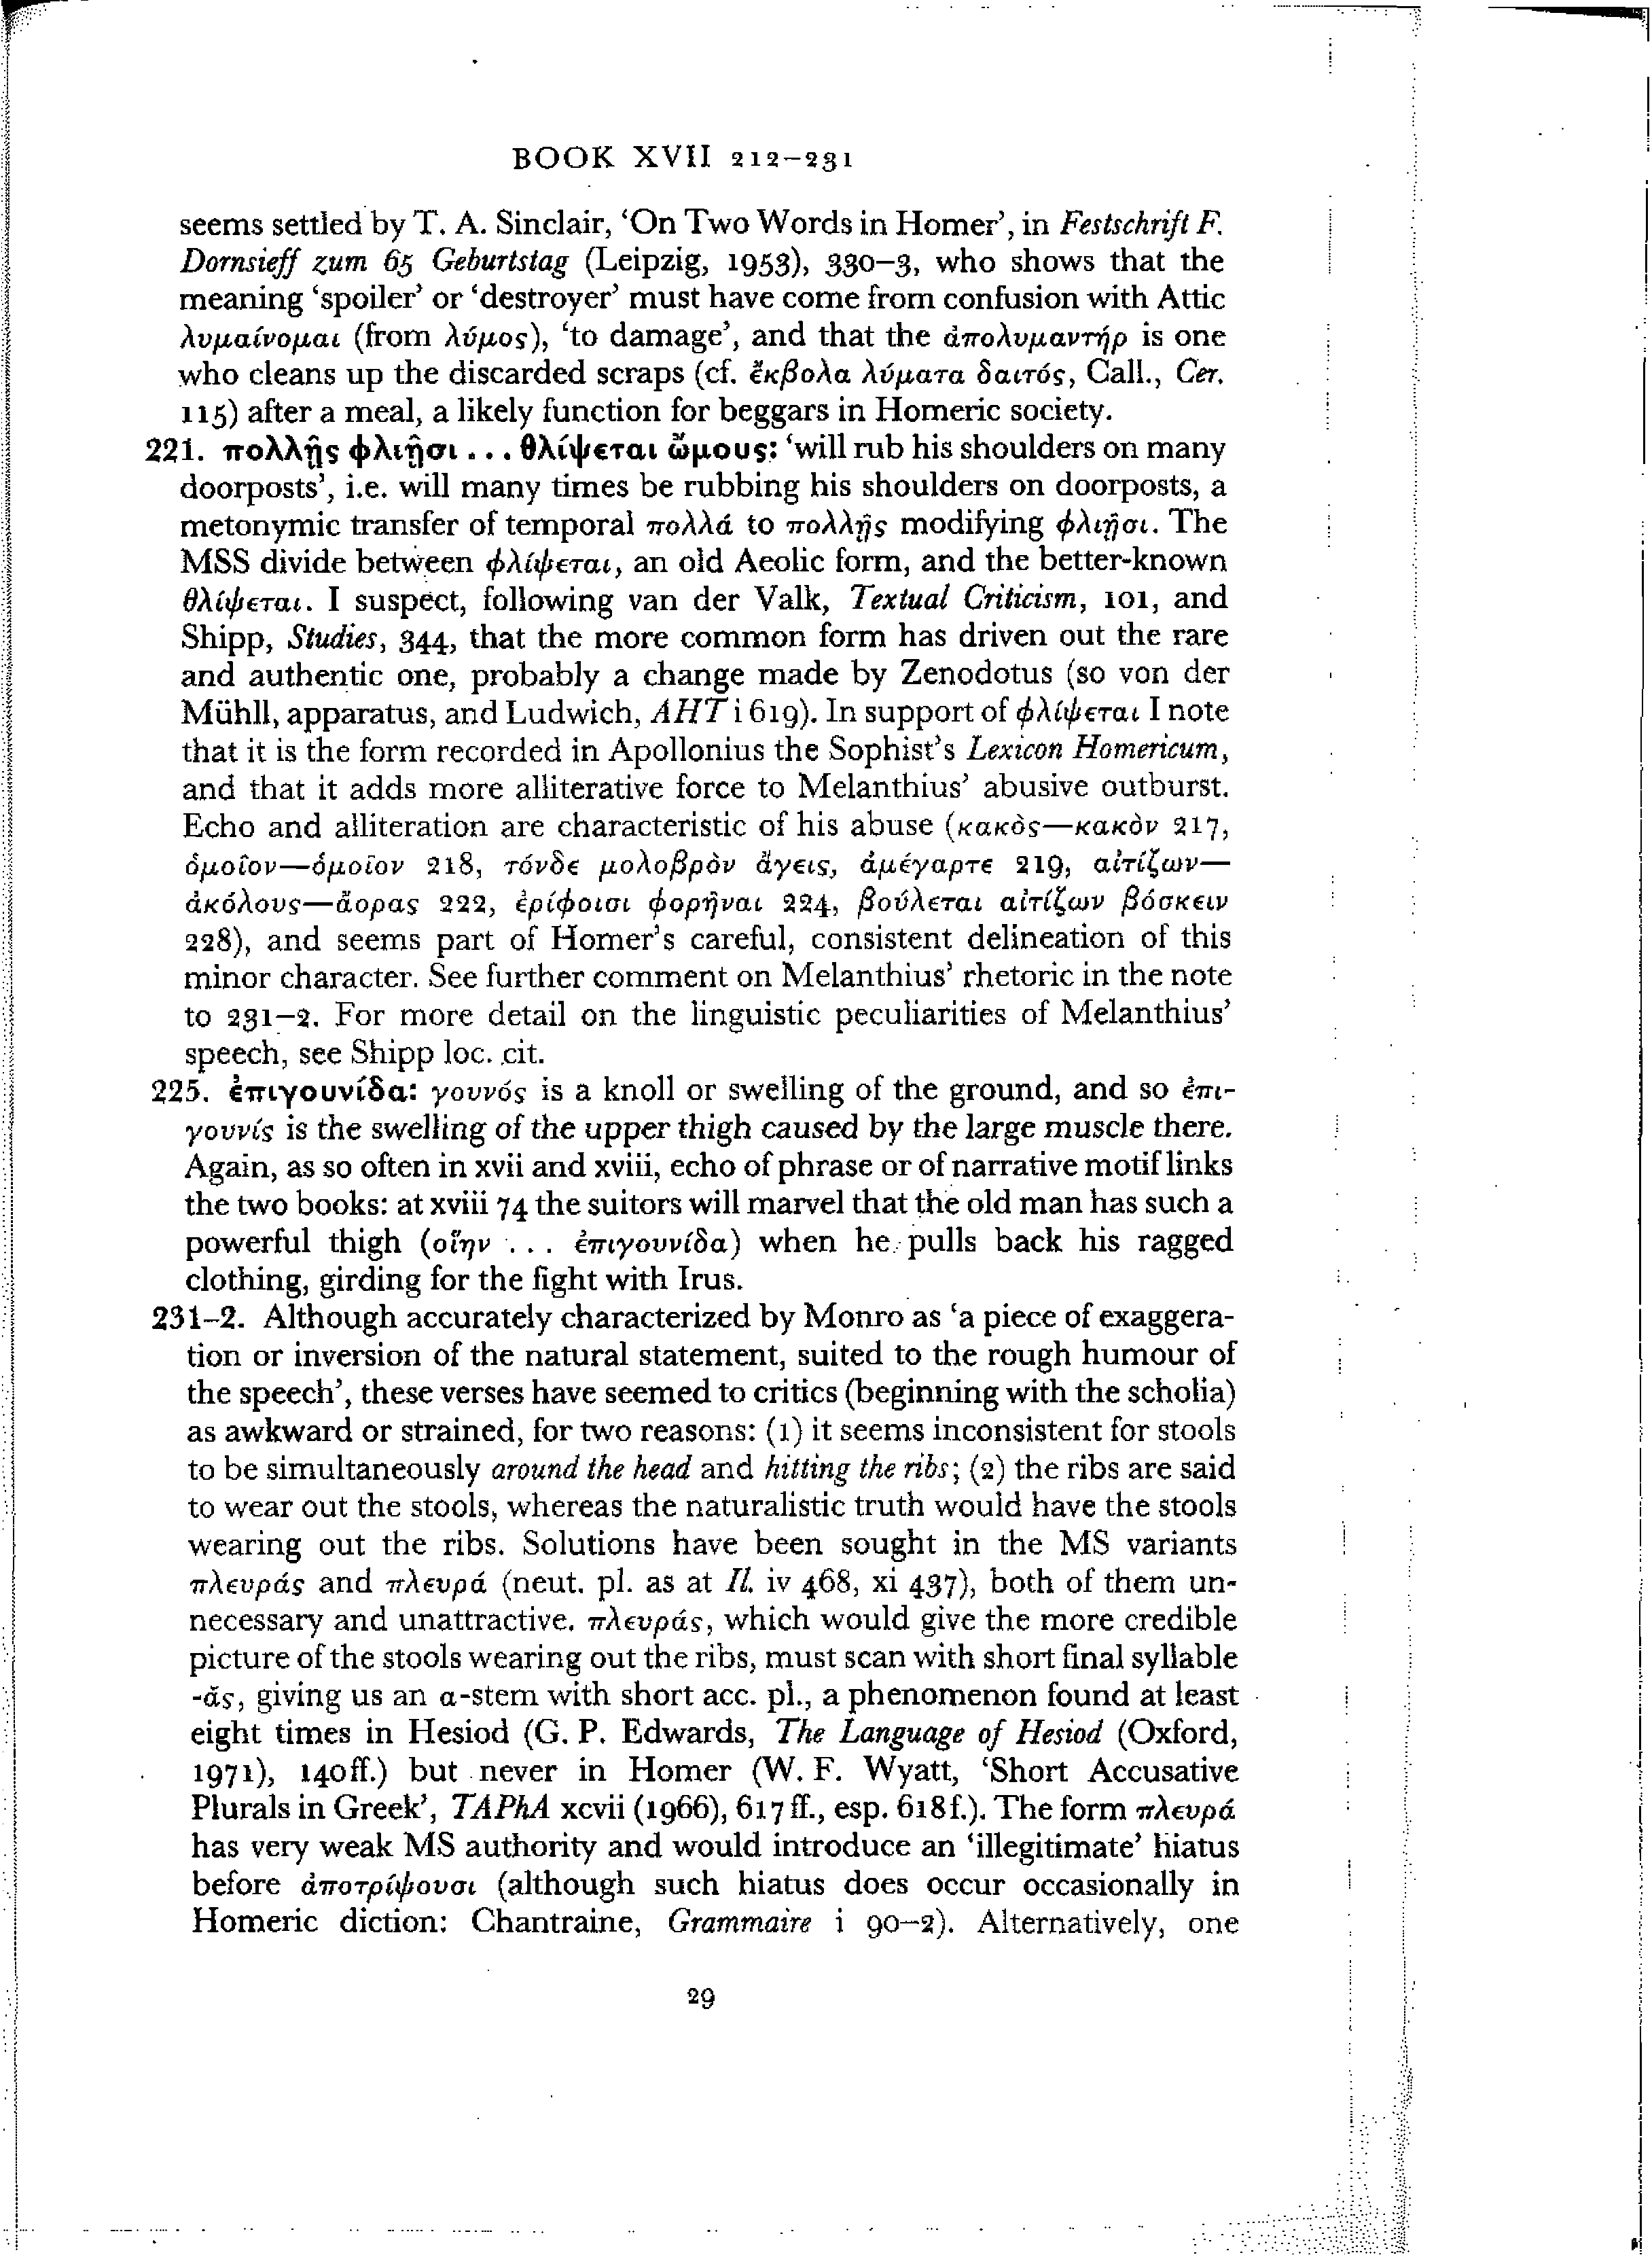 BOOK XVII 212–231
seems settled by T. A. Sinclair, ‘On Two Words in Homer’, in Festschrift F.
Dornsieff zum 65 Geburtstag (Leipzig, 1953), 330–3, who shows that the
meaning ‘spoiler’ or ‘destroyer’ must have come from confusion with Attic
λυμαίνομαι (from λύμος), ‘to damage’, and that the ἀπολυμαντήρ is one
who cleans up the discarded scraps (cf. ἔκβολα λύματα δαιτός, Call., Cer.
115) after a meal, a likely function for beggars in Homeric society.
221. πολλῇς φλιῇσι . . . θλίψεται ὤμους: ‘will rub his shoulders on many
doorposts’, i.e. will many times be rubbing his shoulders on doorposts, a
metonymic transfer of temporal πολλά to πολλῇς modifying φλιῇσι. The
MSS divide between φλίψεται, an old Aeolic form, and the better-known
θλίψεται. I suspect, following van der Valk, Textual Criticism, 101, and
Shipp, Studies, 344, that the more common form has driven out the rare
and authentic one, probably a change made by Zenodotus (so von der
Mühll, apparatus, and Ludwich, AHT i 619). In support of φλίψεται I note
that it is the form recorded in Apollonius the Sophist’s Lexicon Homericum,
and that it adds more alliterative force to Melanthius’ abusive outburst.
Echo and alliteration are characteristic of his abuse (κακὸς—κακὸν 217,
ὁμοῖον—ὁμοῖον 218, τόνδε μολοβρὸν ἄγεις, ἀμέγαρτε 219, αἰτίζων—
ἀκόλους—ἄορας 222, ἐρίφοισι φορῆναι 224, βούλεται αἰτίζων βόσκειν
228), and seems part of Homer’s careful, consistent delineation of this
minor character. See further comment on Melanthius’ rhetoric in the note
to 231–2. For more detail on the linguistic peculiarities of Melanthius’
speech, see Shipp loc. cit.
225. ἐπιγουνίδα: γουνός is a knoll or swelling of the ground, and so ἐπι-
γουνίς is the swelling of the upper thigh caused by the large muscle there.
Again, as so often in xvii and xviii, echo of phrase or of narrative motif links
the two books: at xviii 74 the suitors will marvel that the old man has such a
powerful thigh (οἵην . . . ἐπιγουνίδα) when he pulls back his ragged
clothing, girding for the fight with Irus.
231–2. Although accurately characterized by Monro as ‘a piece of exaggera-
tion or inversion of the natural statement, suited to the rough humour of
the speech’, these verses have seemed to critics (beginning with the scholia)
as awkward or strained, for two reasons: (1) it seems inconsistent for stools
to be simultaneously around the head and hitting the ribs; (2) the ribs are said
to wear out the stools, whereas the naturalistic truth would have the stools
wearing out the ribs. Solutions have been sought in the MS variants
πλευράς and πλευρά (neut. pl. as at Il. iv 468, xi 437), both of them un-
necessary and unattractive. πλευράς, which would give the more credible
picture of the stools wearing out the ribs, must scan with short final syllable
-ᾰς, giving us an α-stem with short acc. pl., a phenomenon found at least
eight times in Hesiod (G. P. Edwards, The Language of Hesiod (Oxford,
1971), 140ff.) but never in Homer (W. F. Wyatt, ‘Short Accusative
Plurals in Greek’, TAPhA xcvii (1966), 617 ff., esp. 618 f.). The form πλευρά
has very weak MS authority and would introduce an ‘illegitimate’ hiatus
before ἀποτρίψουσι (although such hiatus does occur occasionally in
Homeric diction: Chantraine, Grammaire i 90–2). Alternatively, one
29